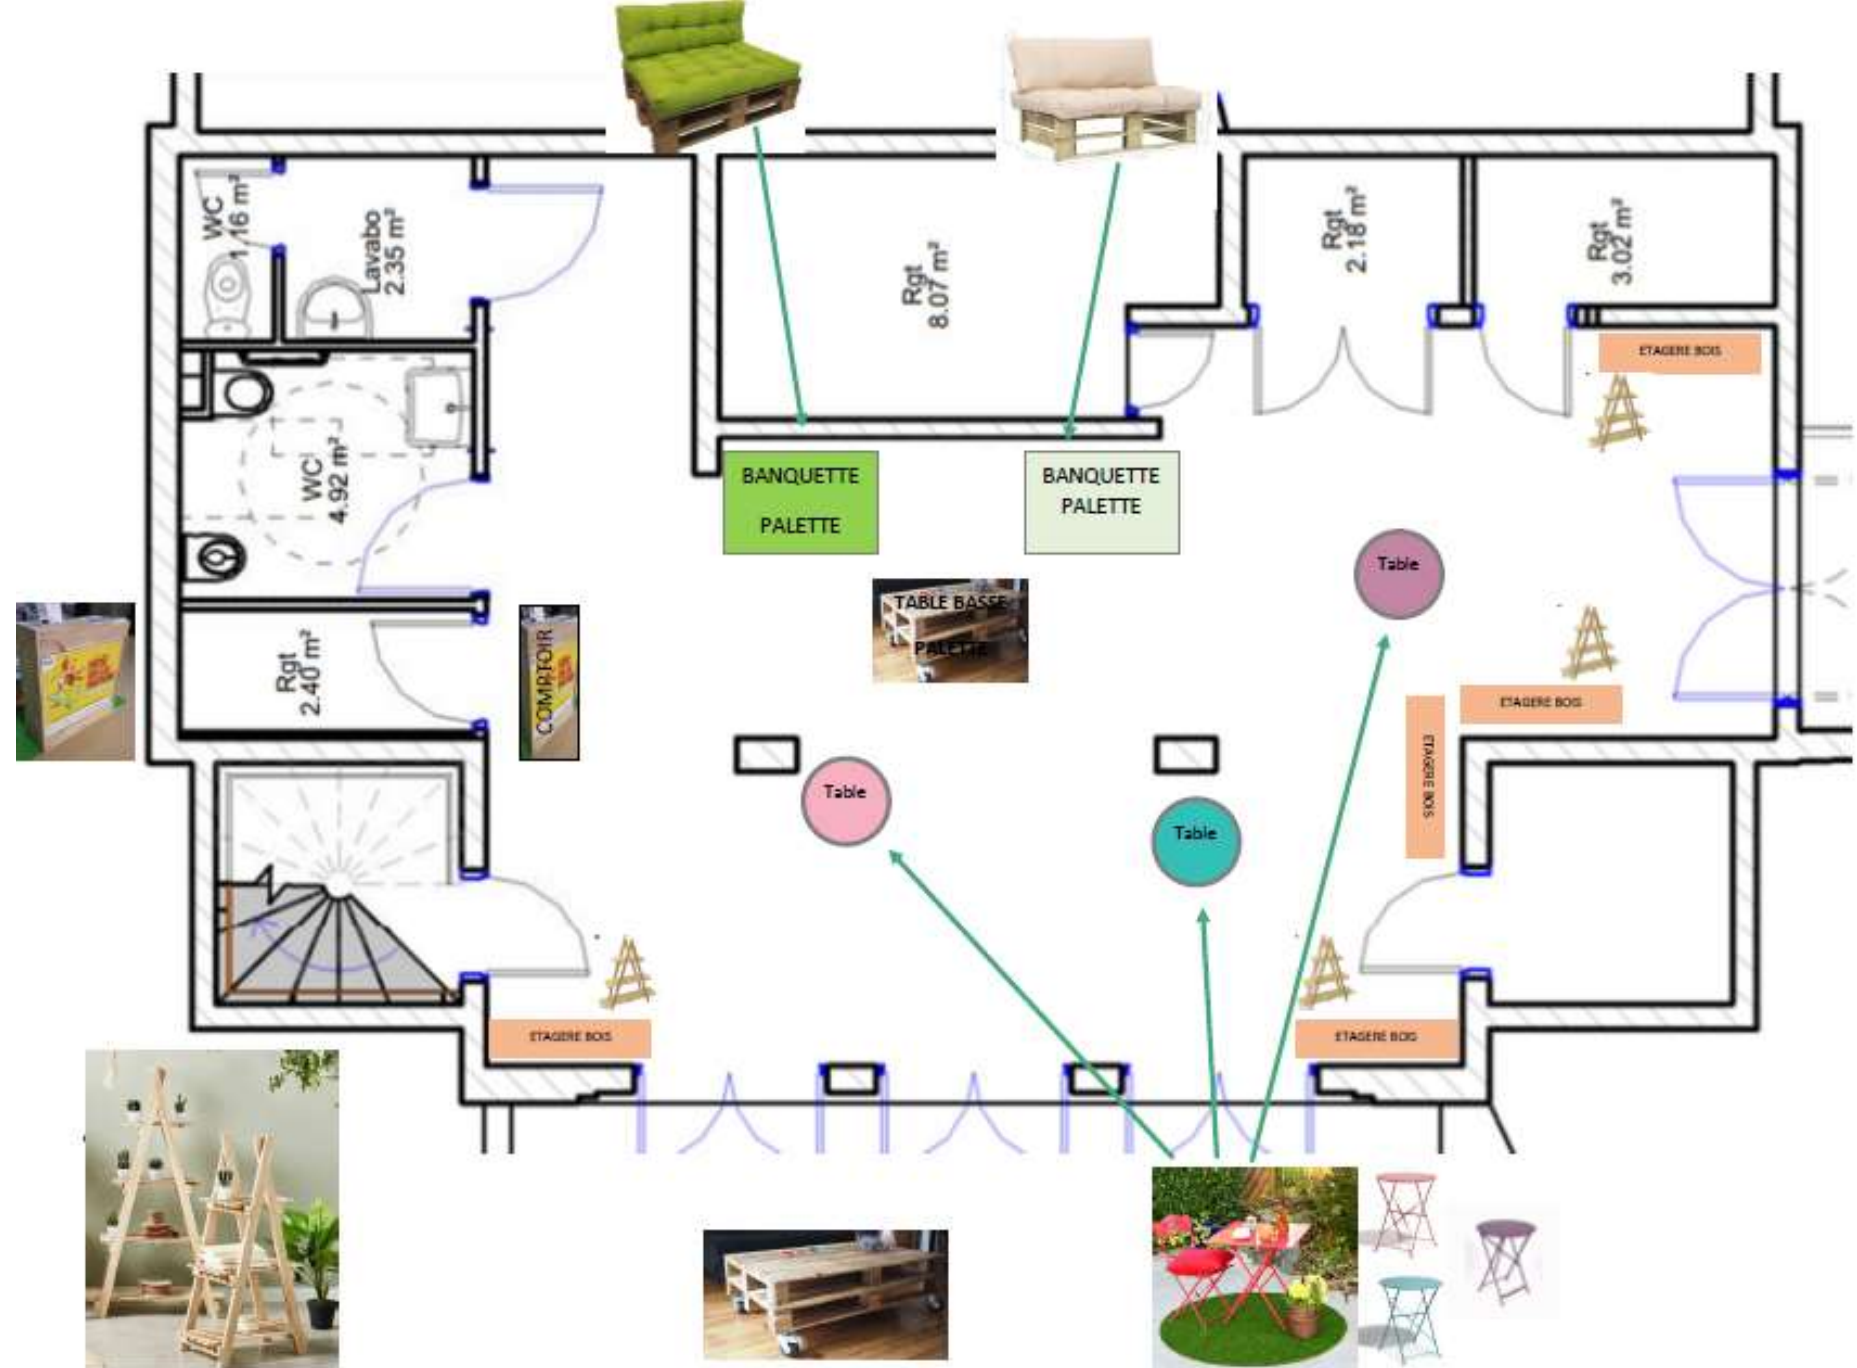 WC
1.16 m²
Lavabo
2.35 m²
Rgt
8.07 m²
Rgt
2.18 m²
Rgt
3.02 m²
ETAGERE BOIS
WC
4.92 m²
BANQUETTE
PALETTE
BANQUETTE
PALETTE
Table
TABLE BASSE
PALETTE
Rgt
2.40 m²
COMPTOIR
ETAGERE BOIS
ETAGERE BOIS
Table
Table
ETAGERE BOIS
ETAGERE BOIS